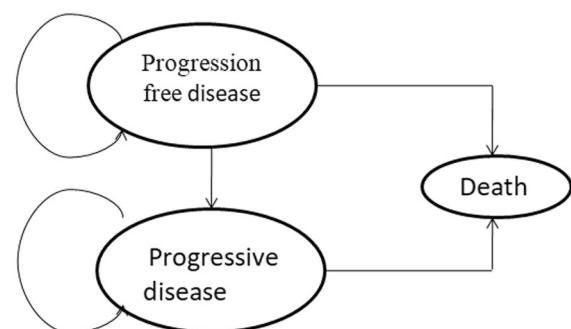 Progression
free disease
Death
Progressive
disease